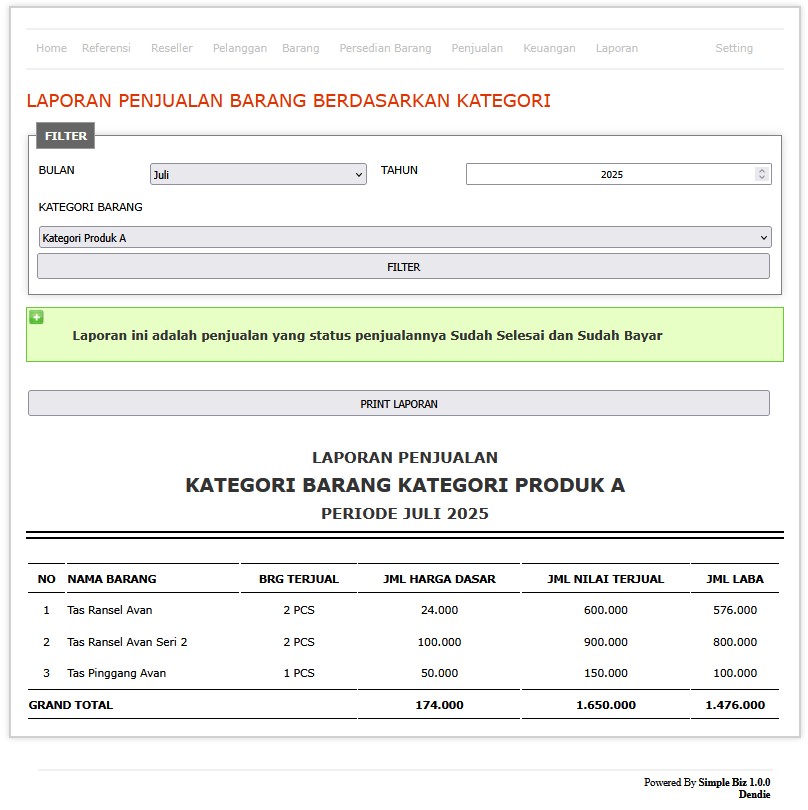 Home Referensi Reseller Pelanggan Barang Persedian Barang Penjualan Keuangan Laporan Setting
LAPORAN PENJUALAN BARANG BERDASARKAN KATEGORI
FILTER
BULAN Juli TAHUN 2025
KATEGORI BARANG
Kategori Produk A
FILTER
Laporan ini adalah penjualan yang status penjualannya Sudah Selesai dan Sudah Bayar
PRINT LAPORAN
LAPORAN PENJUALAN
KATEGORI BARANG KATEGORI PRODUK A
PERIODE JULI 2025
NO NAMA BARANG BRG TERJUAL JML HARGA DASAR JML NILAI TERJUAL JML LABA
1 Tas Ransel Avan 2 PCS 24.000 600.000 576.000
2 Tas Ransel Avan Seri 2 2 PCS 100.000 900.000 800.000
3 Tas Pinggang Avan 1 PCS 50.000 150.000 100.000
GRAND TOTAL 174.000 1.650.000 1.476.000
Powered By Simple Biz 1.0.0
Dendie